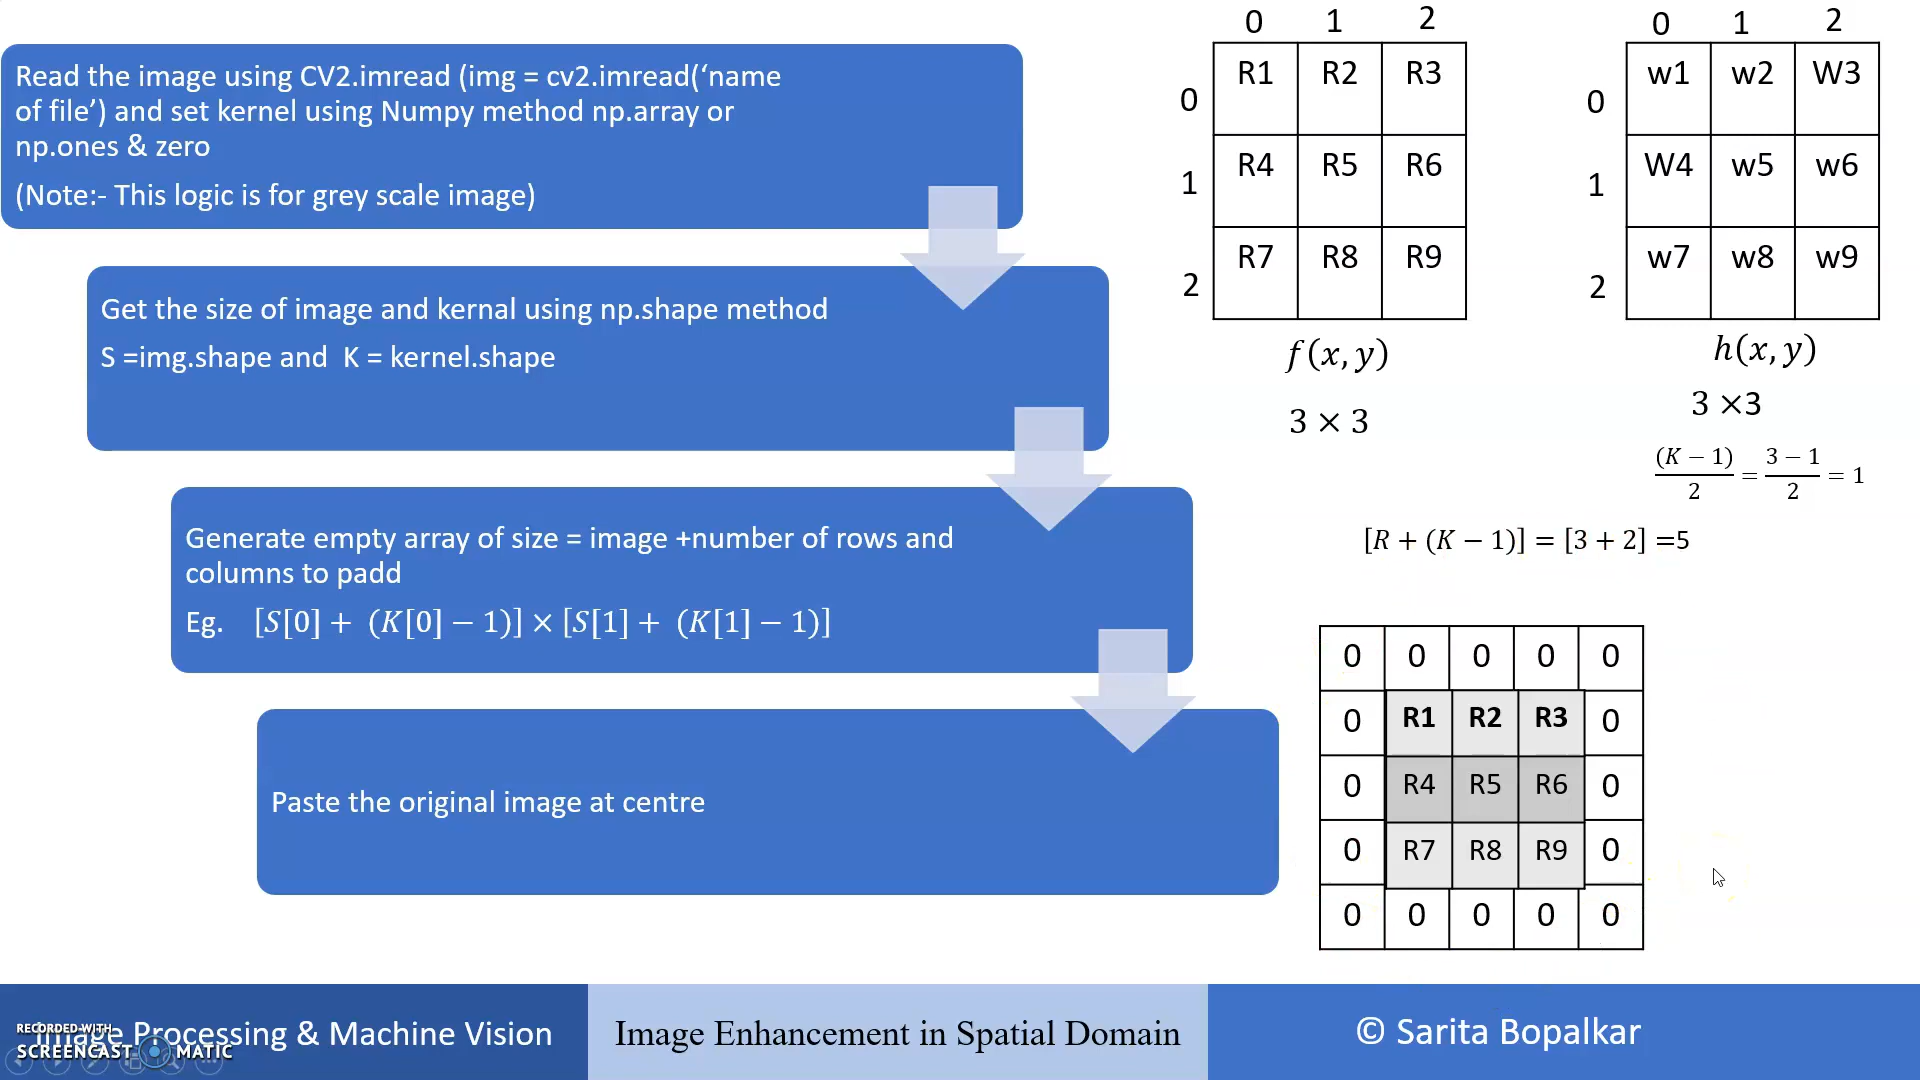 Read the image using CV2.imread (img = cv2.imread(‘name
of file’) and set kernel using Numpy method np.array or
np.ones & zero
(Note:- This logic is for grey scale image)
Get the size of image and kernal using np.shape method
S =img.shape and K = kernel.shape
Generate empty array of size = image +number of rows and
columns to padd
Eg. [S[0] + (K[0] − 1)] × [S[1] + (K[1] − 1)]
Paste the original image at centre
0 1 2
0 R1 R2 R3
1 R4 R5 R6
2 R7 R8 R9
f(x, y)
3 × 3
0 1 2
0 w1 w2 W3
1 W4 w5 w6
2 w7 w8 w9
h(x, y)
3 ×3
(K − 1)/2 = 3 − 1/2 = 1
[R + (K − 1)] = [3 + 2] =5
0 0 0 0 0
0 R1 R2 R3 0
0 R4 R5 R6 0
0 R7 R8 R9 0
0 0 0 0 0
Image Processing & Machine Vision
Image Enhancement in Spatial Domain
© Sarita Bopalkar
RECORDED WITH
SCREENCAST MATIC